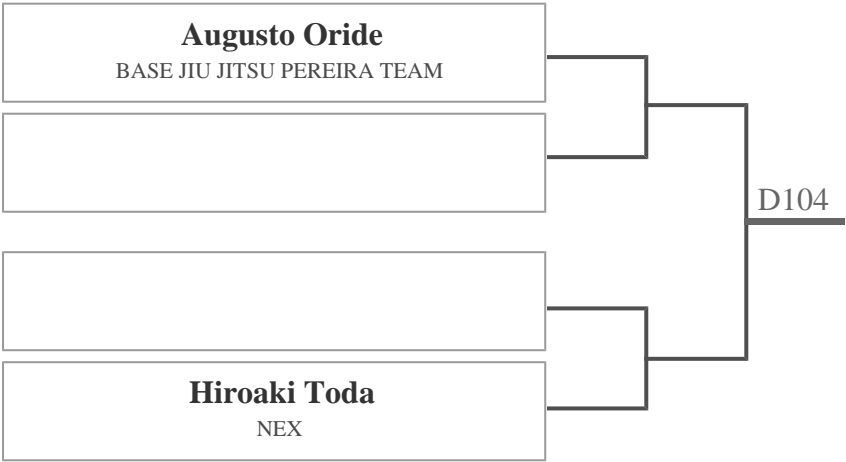 Augusto Oride
BASE JIU JITSU PEREIRA TEAM
D104
Hiroaki Toda
NEX